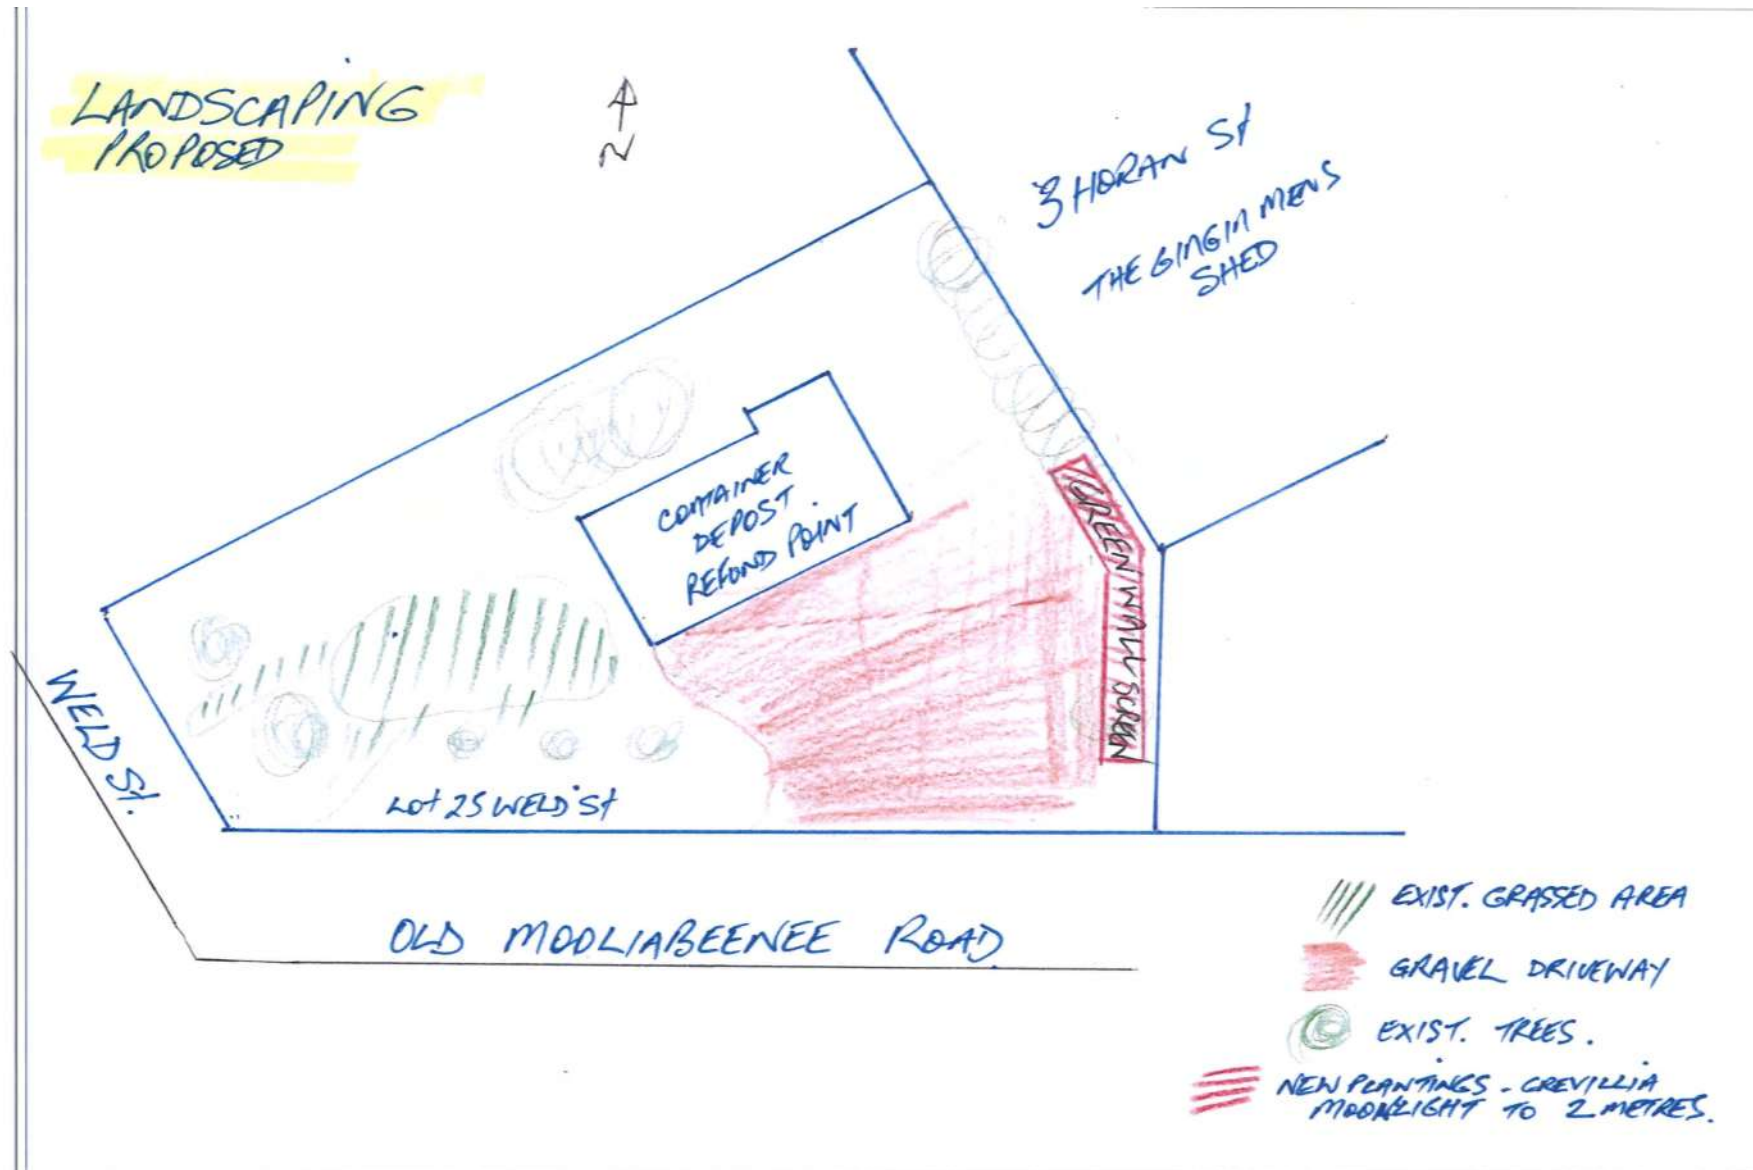 LANDSCAPING
PROPOSED
N
3 HORAN St
THE GINGIN MENS
SHED
CONTAINER
DEPOST
REFUND POINT
GREEN WALL SCREEN
WELD St.
Lot 25 WELD St
OLD MOOLIABEENEE ROAD
EXIST. GRASSED AREA
GRAVEL DRIVEWAY
EXIST. TREES.
NEW PLANTINGS - GREVILLIA
MOONLIGHT TO 2 METRES.